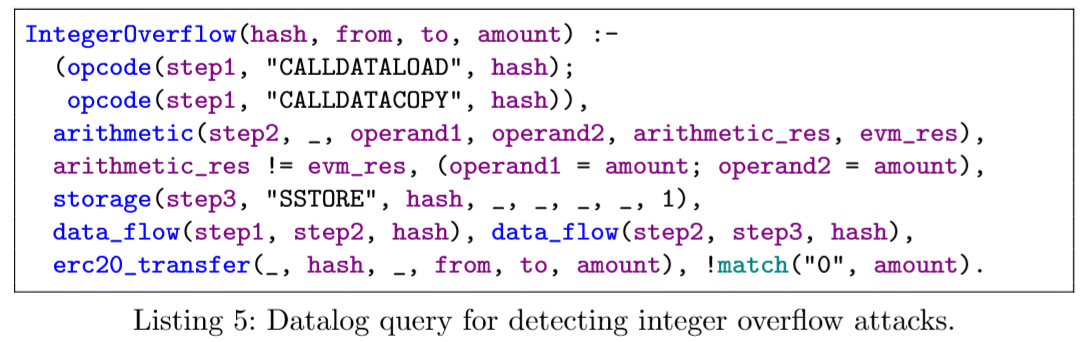 IntegerOverflow(hash, from, to, amount) :-
(opcode(step1, "CALLDATALOAD", hash);
opcode(step1, "CALLDATACOPY", hash)),
arithmetic(step2, _, operand1, operand2, arithmetic_res, evm_res),
arithmetic_res != evm_res, (operand1 = amount; operand2 = amount),
storage(step3, "SSTORE", hash, _, _, _, _, 1),
data_flow(step1, step2, hash), data_flow(step2, step3, hash),
erc20_transfer(_, hash, _, from, to, amount), !match("0", amount).
Listing 5: Datalog query for detecting integer overflow attacks.